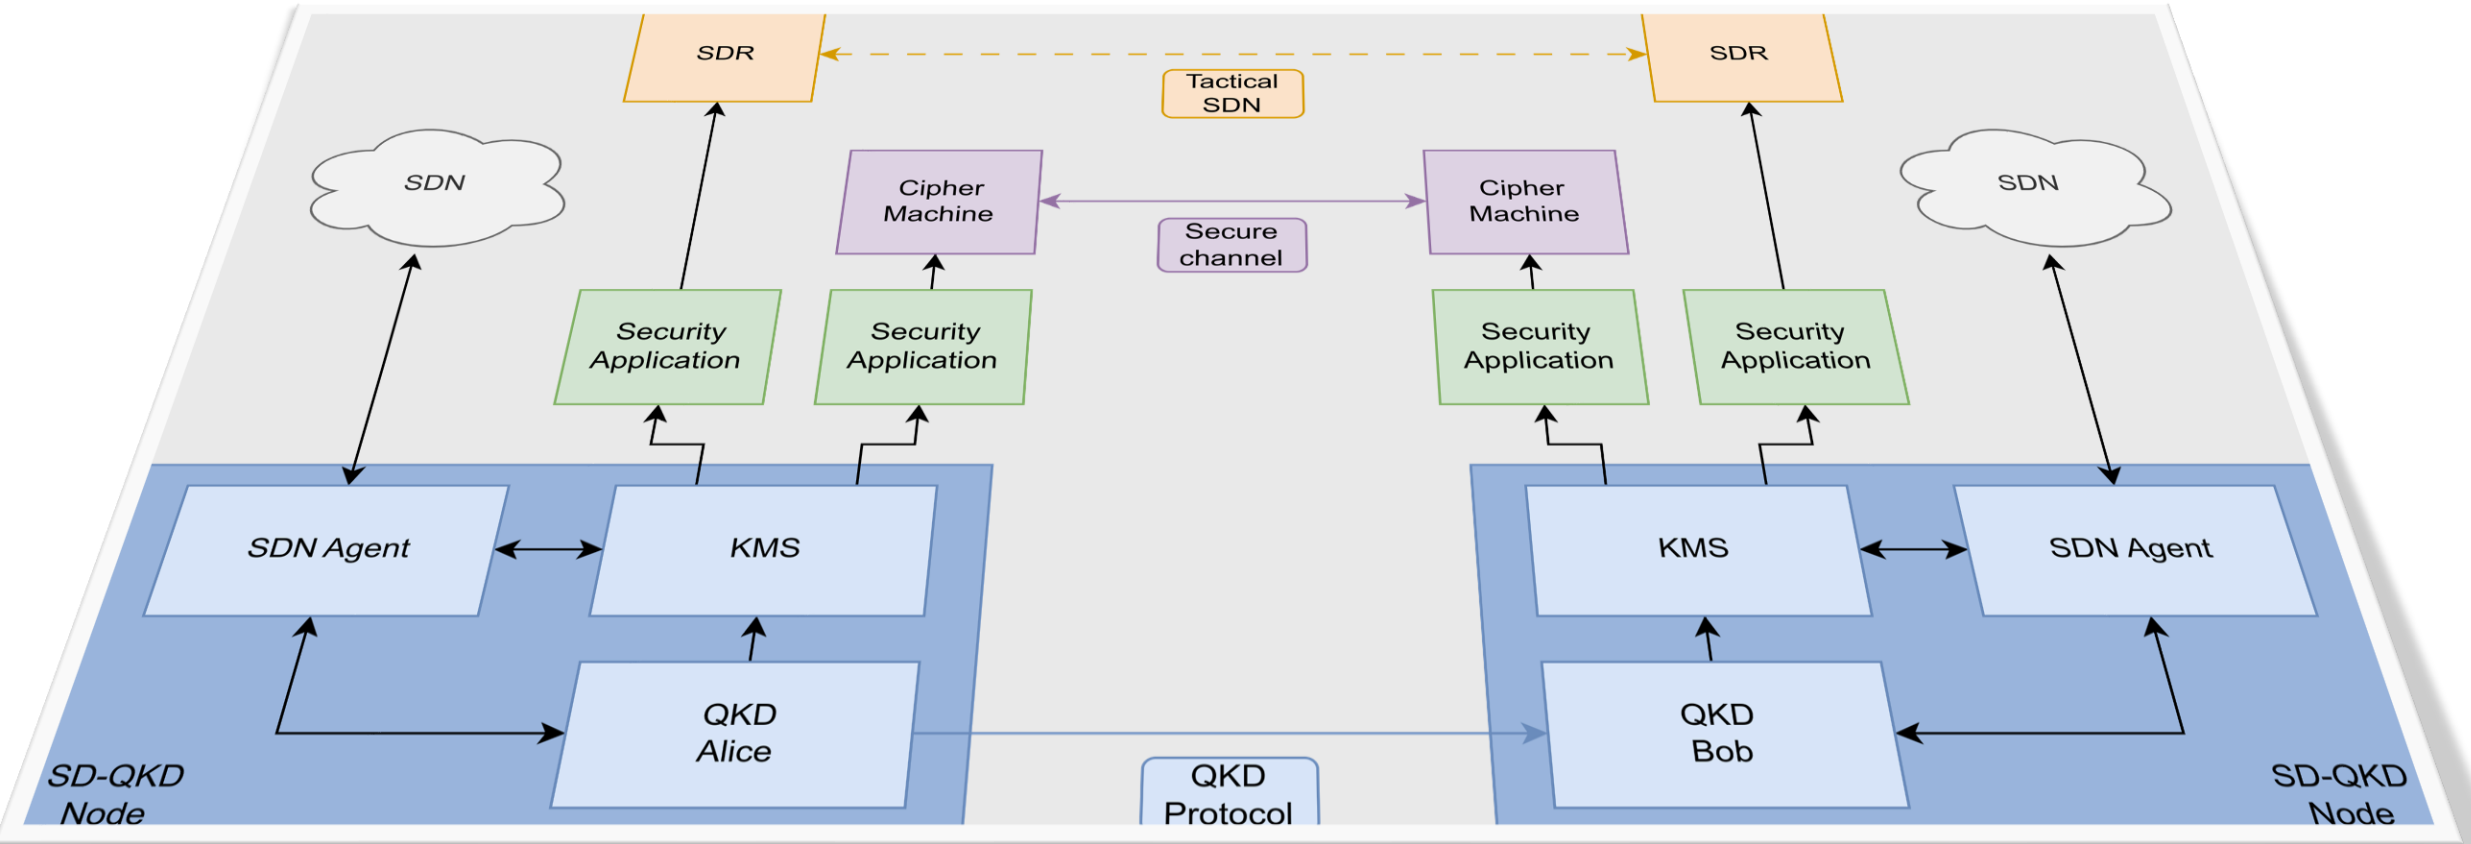 SDR
SDR
Tactical
SDN
SDN
SDN
Cipher
Machine
Cipher
Machine
Secure
channel
Security
Application
Security
Application
Security
Application
Security
Application
SDN Agent
KMS
KMS
SDN Agent
QKD
Alice
QKD
Bob
SD-QKD
Node
QKD
Protocol
SD-QKD
Node